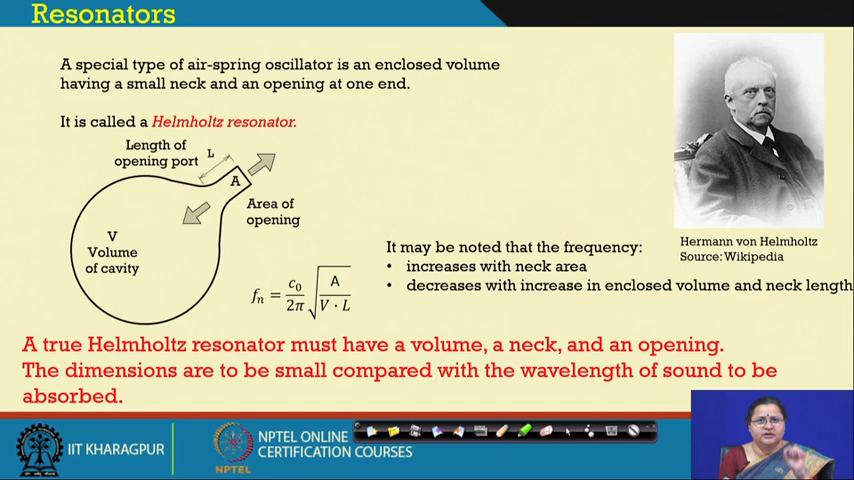 Resonators
A special type of air-spring oscillator is an enclosed volume
having a small neck and an opening at one end.
It is called a Helmholtz resonator.
Length of
opening port
L
A
Area of
opening
V
Volume
of cavity
fₙ = c₀/2π √(A/(V · L))
It may be noted that the frequency:
• increases with neck area
• decreases with increase in enclosed volume and neck length
Hermann von Helmholtz
Source: Wikipedia
A true Helmholtz resonator must have a volume, a neck, and an opening.
The dimensions are to be small compared with the wavelength of sound to be
absorbed.
IIT KHARAGPUR
NPTEL
NPTEL ONLINE
CERTIFICATION COURSES